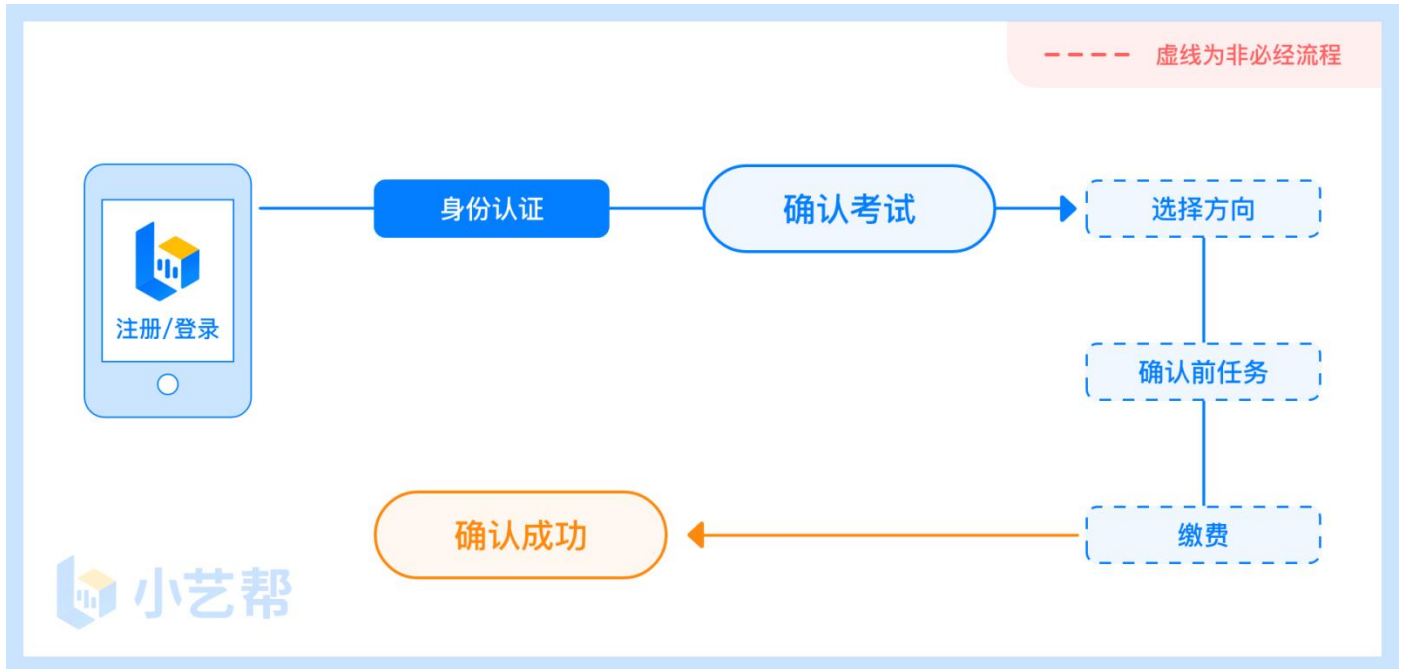 虚线为非必经流程
注册/登录
身份认证
确认考试
选择方向
确认前任务
缴费
确认成功
小艺帮